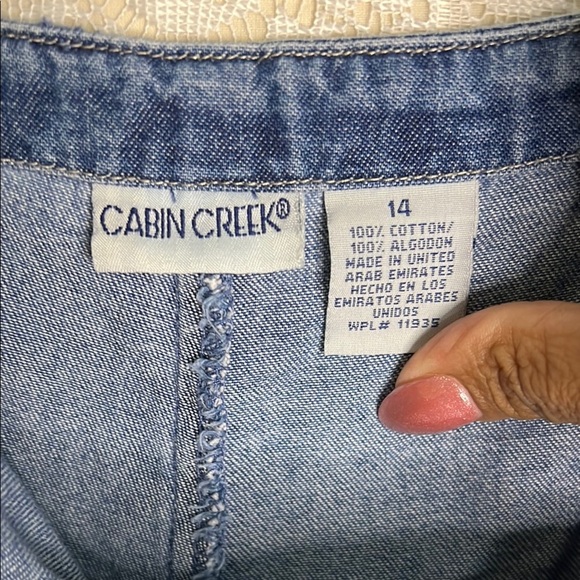 CABIN CREEK®
14
100% COTTON/
100% ALGODON
MADE IN UNITED
ARAB EMIRATES
HECHO EN LOS
EMIRATOS ARABES
UNIDOS
WPL# 11935